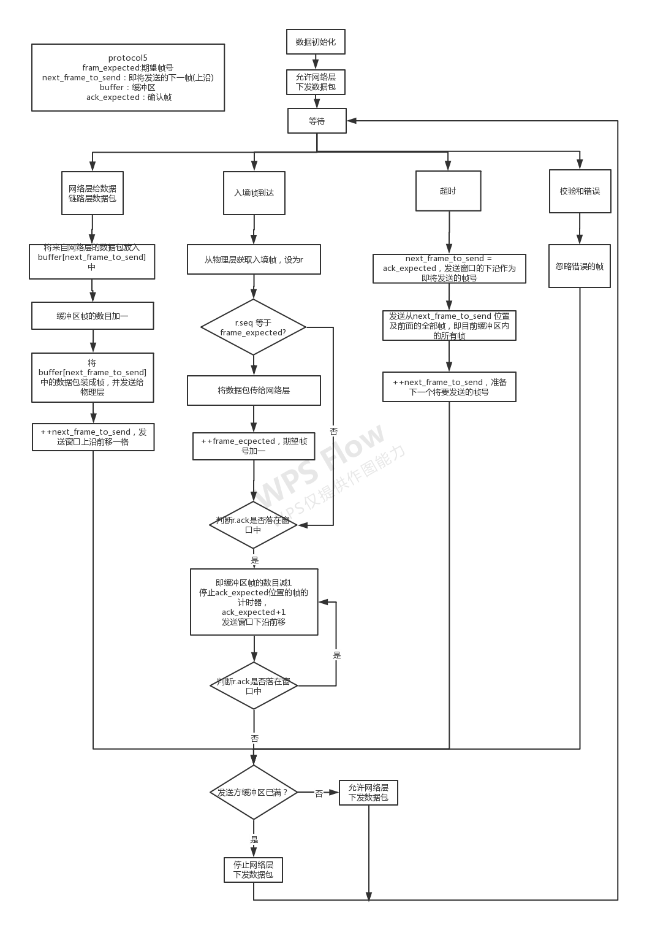 protocol5
fram_expected:期望帧号
next_frame_to_send：即将发送的下一帧(上沿)
buffer：缓冲区
ack_expected：确认帧
数据初始化
允许网络层
下发数据包
等待
网络层给数据
链路层数据包
入境帧到达
超时
校验和错误
将来自网络层的数据包放入
buffer[next_frame_to_send]
中
从物理层获取入境帧，设为r
next_frame_to_send =
ack_expected，发送窗口的下沿作为
即将发送的帧号
忽略错误的帧
缓冲区帧的数目加一
r.seq 等于
frame_expected?
发送从next_frame_to_send 位置
及前面的全部帧，即目前缓冲区内
的所有帧
将
buffer[next_frame_to_send]
中的数据包装成帧，并发送给
物理层
将数据包传给网络层
++next_frame_to_send，准备
下一个将要发送的帧号
否
++next_frame_to_send，发
送窗口上沿前移一格
++frame_ecpected，期望帧
号加一
WPS Flow
WPS仅提供作图能力
判断r.ack是否落在窗
口中
是
即缓冲区帧的数目减1
停止ack_expected位置的帧的
计时器，
ack_expected+1
发送窗口下沿前移
是
判断r.ack是否落在窗
口中
否
发送方缓冲区已满？
否
允许网络层
下发数据包
是
停止网络层
下发数据包